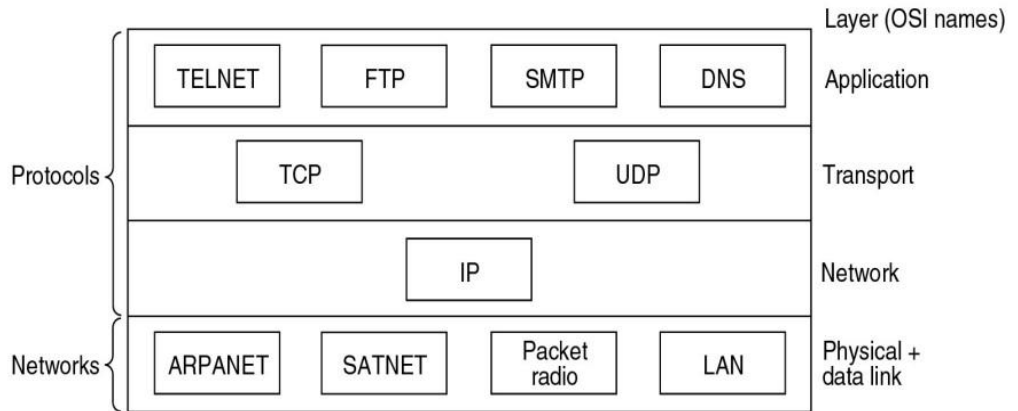 Layer (OSI names)
TELNET FTP SMTP DNS Application
Protocols TCP UDP Transport
IP Network
Networks ARPANET SATNET Packet radio LAN Physical + data link